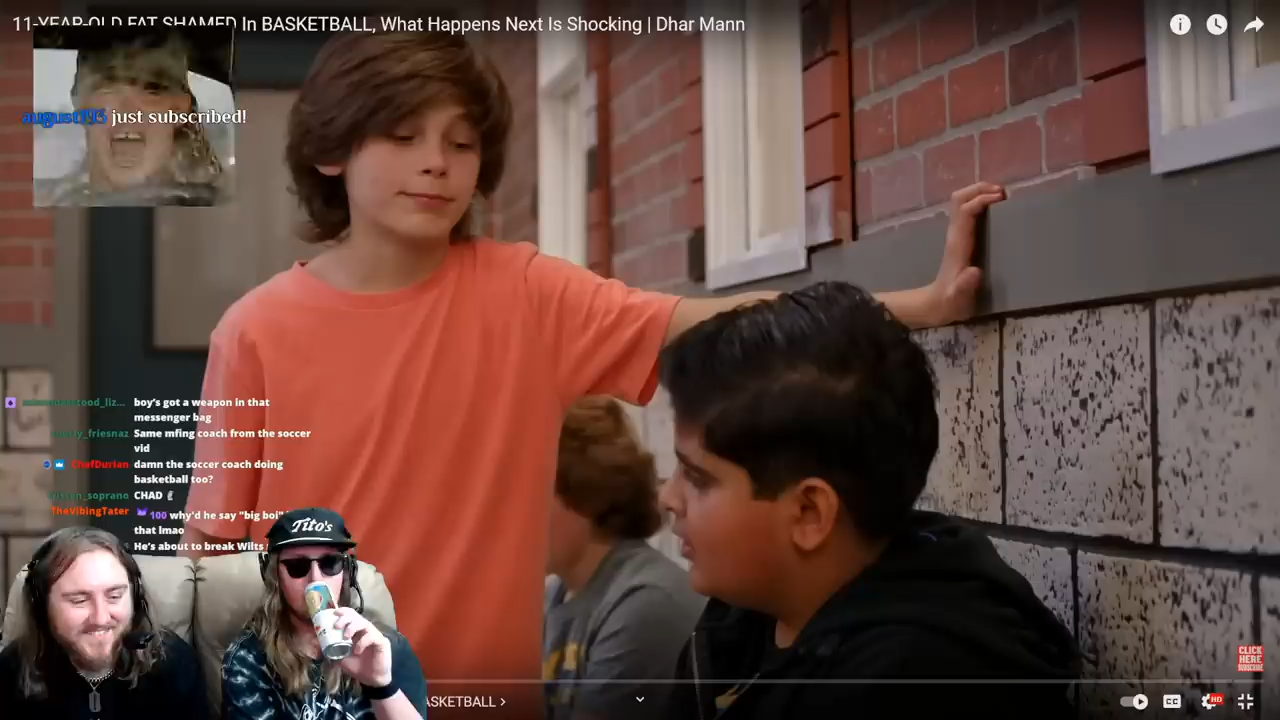 11-YEAR-OLD FAT SHAMED In BASKETBALL, What Happens Next Is Shocking | Dhar Mann
just subscribed!
boy's got a weapon in that
messenger bag
Same mfing coach from the soccer
vid
ChefDurian damn the soccer coach doing
basketball too?
CHAD
TheVibingTater 100 why'd he say "big boi"
that lmao
He's about to break Wilts
Tito's
ASKETBALL >
CC
HD
CLICK
HERE
SUBSCRIBE